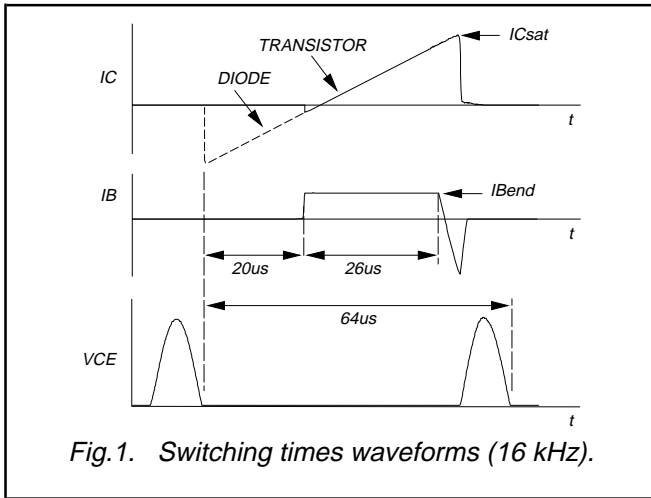 ICsat
TRANSISTOR
IC
DIODE
t
IB
IBend
t
20us
26us
64us
VCE
t
Fig.1. Switching times waveforms (16 kHz).